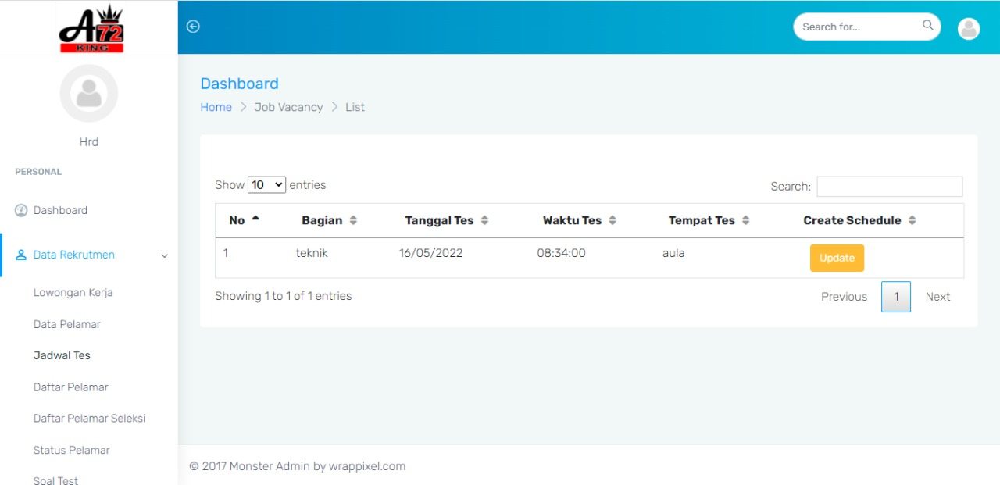 A72
KING
Search for...
Hrd
PERSONAL
Dashboard
Data Rekrutmen
Lowongan Kerja
Data Pelamar
Jadwal Tes
Daftar Pelamar
Daftar Pelamar Seleksi
Status Pelamar
Soal Test
Dashboard
Home > Job Vacancy > List
Show 10 entries
Search:
No Bagian Tanggal Tes Waktu Tes Tempat Tes Create Schedule
1 teknik 16/05/2022 08:34:00 aula Update
Showing 1 to 1 of 1 entries
Previous 1 Next
© 2017 Monster Admin by wrappixel.com